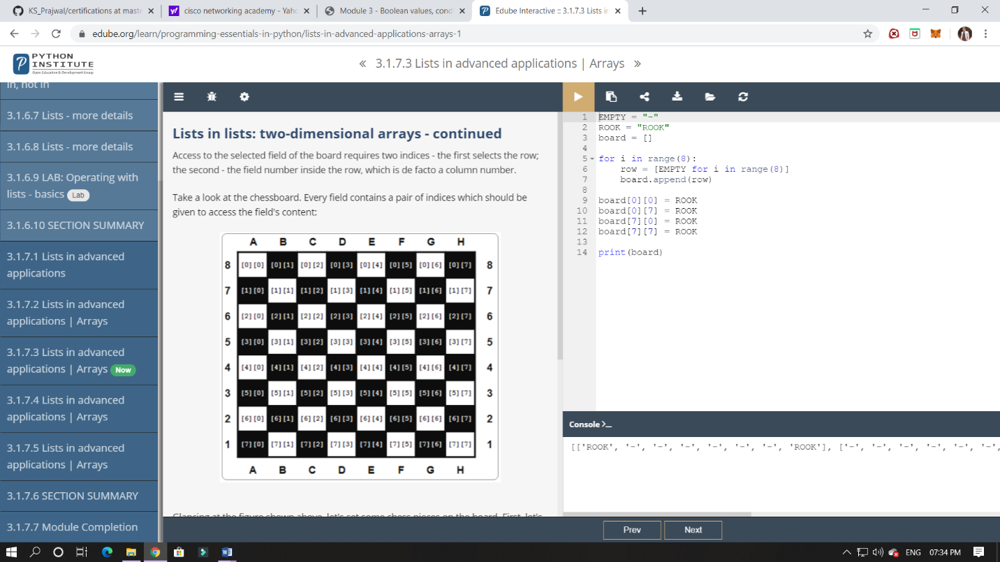 KS_Prajwal/certifications at maste
cisco networking academy - Yaho
Module 3 - Boolean values, cond
Edube Interactive :: 3.1.7.3 Lists in
edube.org/learn/programming-essentials-in-python/lists-in-advanced-applications-arrays-1
PYTHON
INSTITUTE
Open Education & Development Group
« 3.1.7.3 Lists in advanced applications | Arrays »
in, not in
3.1.6.7 Lists - more details
3.1.6.8 Lists - more details
3.1.6.9 LAB: Operating with
lists - basics Lab
3.1.6.10 SECTION SUMMARY
3.1.7.1 Lists in advanced
applications
3.1.7.2 Lists in advanced
applications | Arrays
3.1.7.3 Lists in advanced
applications | Arrays Now
3.1.7.4 Lists in advanced
applications | Arrays
3.1.7.5 Lists in advanced
applications | Arrays
3.1.7.6 SECTION SUMMARY
3.1.7.7 Module Completion
Lists in lists: two-dimensional arrays - continued
Access to the selected field of the board requires two indices - the first selects the row;
the second - the field number inside the row, which is de facto a column number.
Take a look at the chessboard. Every field contains a pair of indices which should be
given to access the field's content:
A B C D E F G H
8 [0][0] [0][1] [0][2] [0][3] [0][4] [0][5] [0][6] [0][7] 8
7 [1][0] [1][1] [1][2] [1][3] [1][4] [1][5] [1][6] [1][7] 7
6 [2][0] [2][1] [2][2] [2][3] [2][4] [2][5] [2][6] [2][7] 6
5 [3][0] [3][1] [3][2] [3][3] [3][4] [3][5] [3][6] [3][7] 5
4 [4][0] [4][1] [4][2] [4][3] [4][4] [4][5] [4][6] [4][7] 4
3 [5][0] [5][1] [5][2] [5][3] [5][4] [5][5] [5][6] [5][7] 3
2 [6][0] [6][1] [6][2] [6][3] [6][4] [6][5] [6][6] [6][7] 2
1 [7][0] [7][1] [7][2] [7][3] [7][4] [7][5] [7][6] [7][7] 1
A B C D E F G H
Glancing at the figure shown above, let's set some chess pieces on the board. First, let's
1 EMPTY = "-"
2 ROOK = "ROOK"
3 board = []
4
5 for i in range(8):
6 row = [EMPTY for i in range(8)]
7 board.append(row)
8
9 board[0][0] = ROOK
10 board[0][7] = ROOK
11 board[7][0] = ROOK
12 board[7][7] = ROOK
13
14 print(board)
Console >_
[['ROOK', '-', '-', '-', '-', '-', '-', 'ROOK'], ['-', '-', '-', '-', '-', '-',
Prev
Next
ENG 07:34 PM